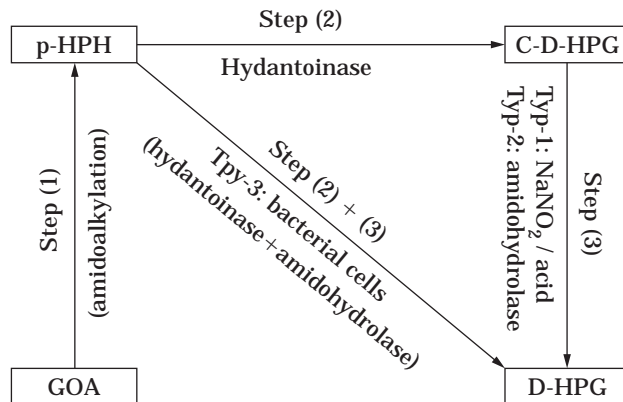 Step (2)
p-HPH
C-D-HPG
Hydantoinase
Step (1)
(amidoalkylation)
Step (2) + (3)
Tpy-3: bacterial cells
(hydantoinase+amidohydrolase)
Typ-1: NaNO₂ / acid
Typ-2: amidohydrolase
Step (3)
GOA
D-HPG